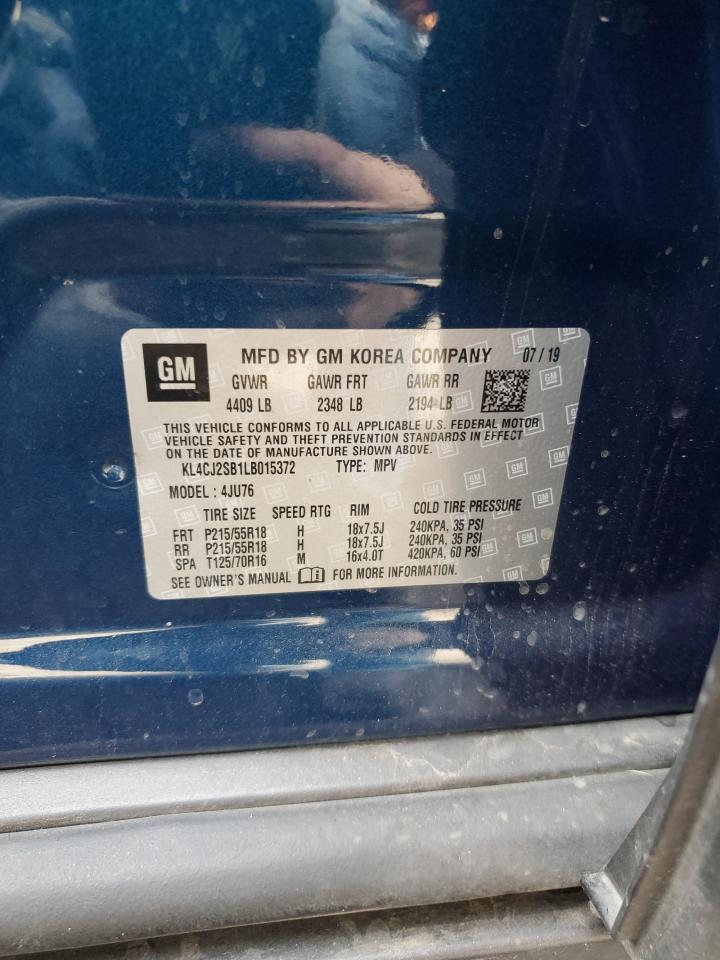 GM MFD BY GM KOREA COMPANY 07 / 19
GVWR GAWR FRT GAWR RR
4409 LB 2348 LB 2194 LB
THIS VEHICLE CONFORMS TO ALL APPLICABLE U.S. FEDERAL MOTOR
VEHICLE SAFETY AND THEFT PREVENTION STANDARDS IN EFFECT
ON THE DATE OF MANUFACTURE SHOWN ABOVE.
KL4CJ2SB1LB015372 TYPE: MPV
MODEL : 4JU76
TIRE SIZE SPEED RTG RIM COLD TIRE PRESSURE
FRT P215/55R18 H 18x7.5J 240KPA, 35 PSI
RR P215/55R18 H 18x7.5J 240KPA, 35 PSI
SPA T125/70R16 M 16x4.0T 420KPA, 60 PSI
SEE OWNER'S MANUAL FOR MORE INFORMATION.